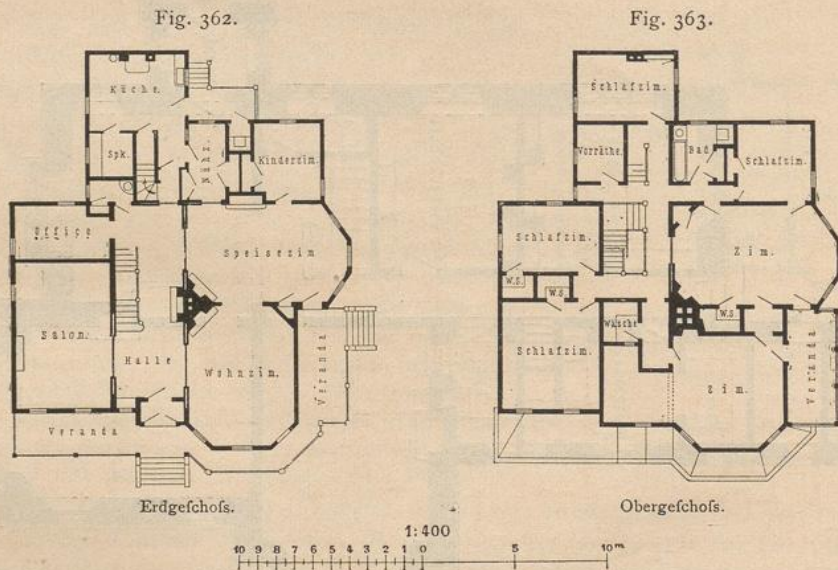 Fig. 362.
Küche.
Spk.
Anr.
Kinderzim.
Office
Speisezim
Salon.
Halle
Wohnzim.
Veranda
Veranda
Erdgeſchoſs.
Fig. 363.
Schlafzim.
Vorräthe.
Bad
Schlafzim.
Schlafzim.
Zim.
W.S.
W.S
W.S.
Wäsche
Schlafzim.
Zim.
Veranda
Obergeſchoſs.
1:400
10 9 8 7 6 5 4 3 2 1 0 5 10m